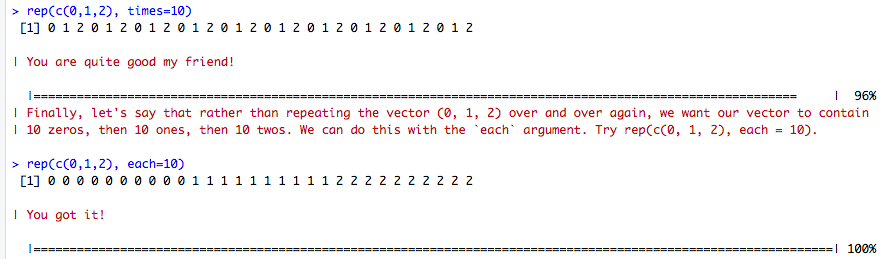 > rep(c(0,1,2), times=10)
[1] 0 1 2 0 1 2 0 1 2 0 1 2 0 1 2 0 1 2 0 1 2 0 1 2 0 1 2 0 1 2
| You are quite good my friend!
|=========================================================================================================== | 96%
| Finally, let's say that rather than repeating the vector (0, 1, 2) over and over again, we want our vector to contain
| 10 zeros, then 10 ones, then 10 twos. We can do this with the `each` argument. Try rep(c(0, 1, 2), each = 10).
> rep(c(0,1,2), each=10)
[1] 0 0 0 0 0 0 0 0 0 0 1 1 1 1 1 1 1 1 1 1 2 2 2 2 2 2 2 2 2 2
| You got it!
|================================================================================================================| 100%